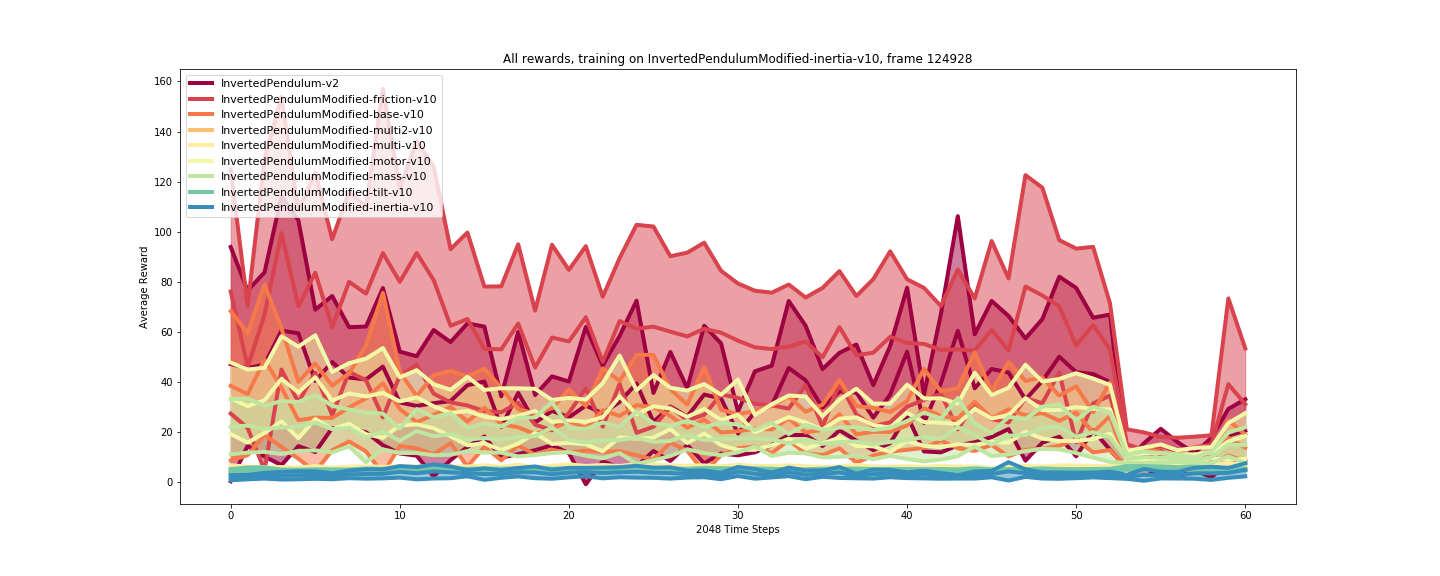 All rewards, training on InvertedPendulumModified-inertia-v10, frame 124928
160
140
120
100
80
60
40
20
0
Average Reward
InvertedPendulum-v2
InvertedPendulumModified-friction-v10
InvertedPendulumModified-base-v10
InvertedPendulumModified-multi2-v10
InvertedPendulumModified-multi-v10
InvertedPendulumModified-motor-v10
InvertedPendulumModified-mass-v10
InvertedPendulumModified-tilt-v10
InvertedPendulumModified-inertia-v10
0 10 20 30 40 50 60
2048 Time Steps